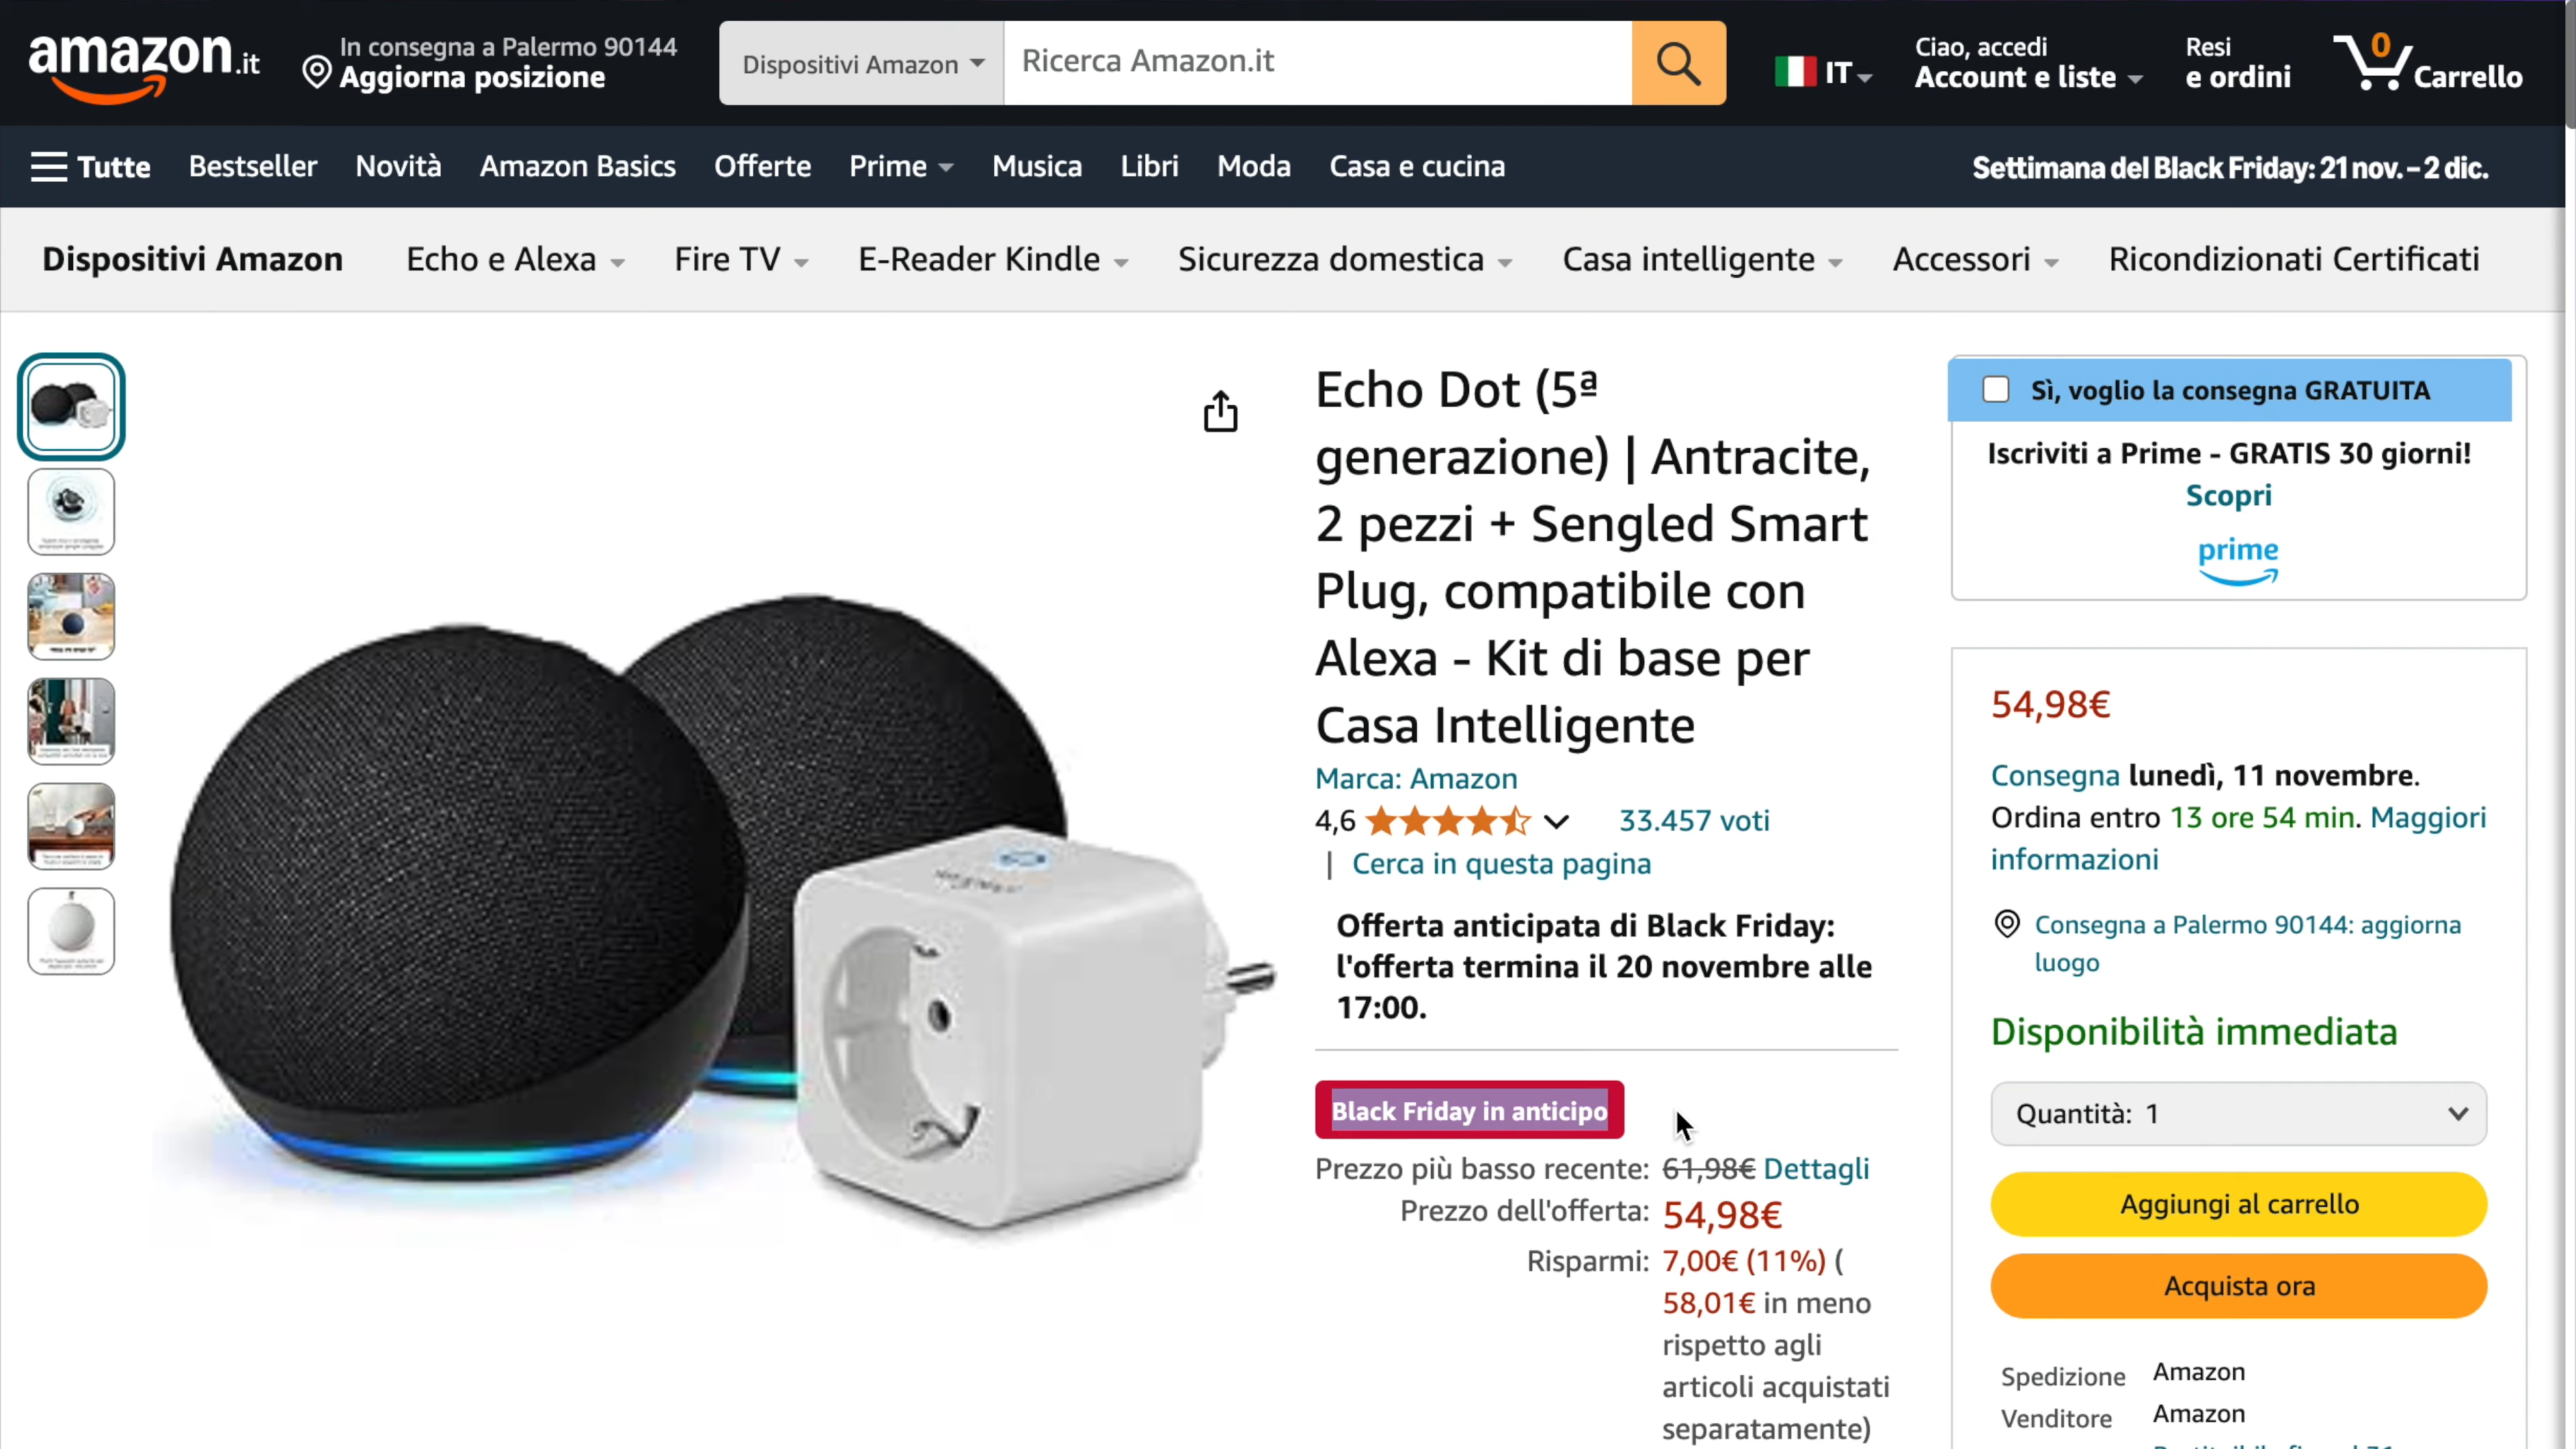 amazon.it
In consegna a Palermo 90144
Aggiorna posizione
Dispositivi Amazon
Ricerca Amazon.it
IT
Ciao, accedi
Account e liste
Resi
e ordini
0
Carrello
Tutte
Bestseller
Novità
Amazon Basics
Offerte
Prime
Musica
Libri
Moda
Casa e cucina
Settimana del Black Friday: 21 nov. – 2 dic.
Dispositivi Amazon
Echo e Alexa
Fire TV
E-Reader Kindle
Sicurezza domestica
Casa intelligente
Accessori
Ricondizionati Certificati
Echo Dot (5ª
generazione) | Antracite,
2 pezzi + Sengled Smart
Plug, compatibile con
Alexa - Kit di base per
Casa Intelligente
Marca: Amazon
4,6
33.457 voti
| Cerca in questa pagina
Offerta anticipata di Black Friday:
l'offerta termina il 20 novembre alle
17:00.
Black Friday in anticipo
Prezzo più basso recente: 61,98€ Dettagli
Prezzo dell'offerta: 54,98€
Risparmi: 7,00€ (11%) (
58,01€ in meno
rispetto agli
articoli acquistati
separatamente)
Sì, voglio la consegna GRATUITA
Iscriviti a Prime - GRATIS 30 giorni!
Scopri
prime
54,98€
Consegna lunedì, 11 novembre.
Ordina entro 13 ore 54 min. Maggiori
informazioni
Consegna a Palermo 90144: aggiorna
luogo
Disponibilità immediata
Quantità: 1
Aggiungi al carrello
Acquista ora
Spedizione Amazon
Venditore Amazon